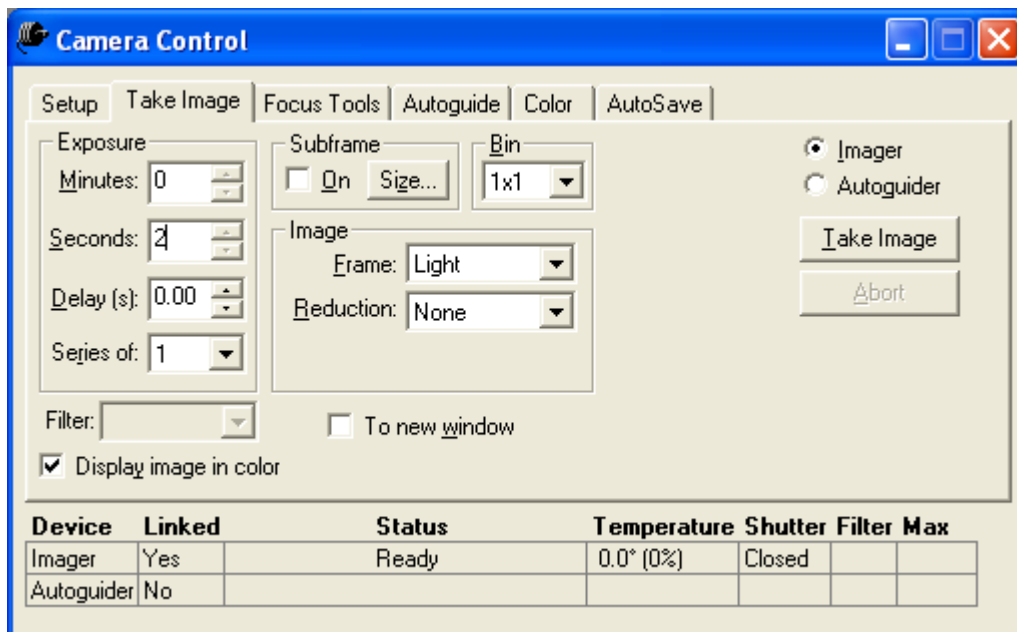 Camera Control
Setup Take Image Focus Tools Autoguide Color AutoSave
Exposure Subframe Bin
Minutes: 0 On Size... 1x1 Imager
Autoguider
Seconds: 2 Image Take Image
Frame: Light
Delay (s): 0.00 Reduction: None Abort
Series of: 1
Filter: To new window
Display image in color
Device Linked Status Temperature Shutter Filter Max
Imager Yes Ready 0.0° (0%) Closed
Autoguider No